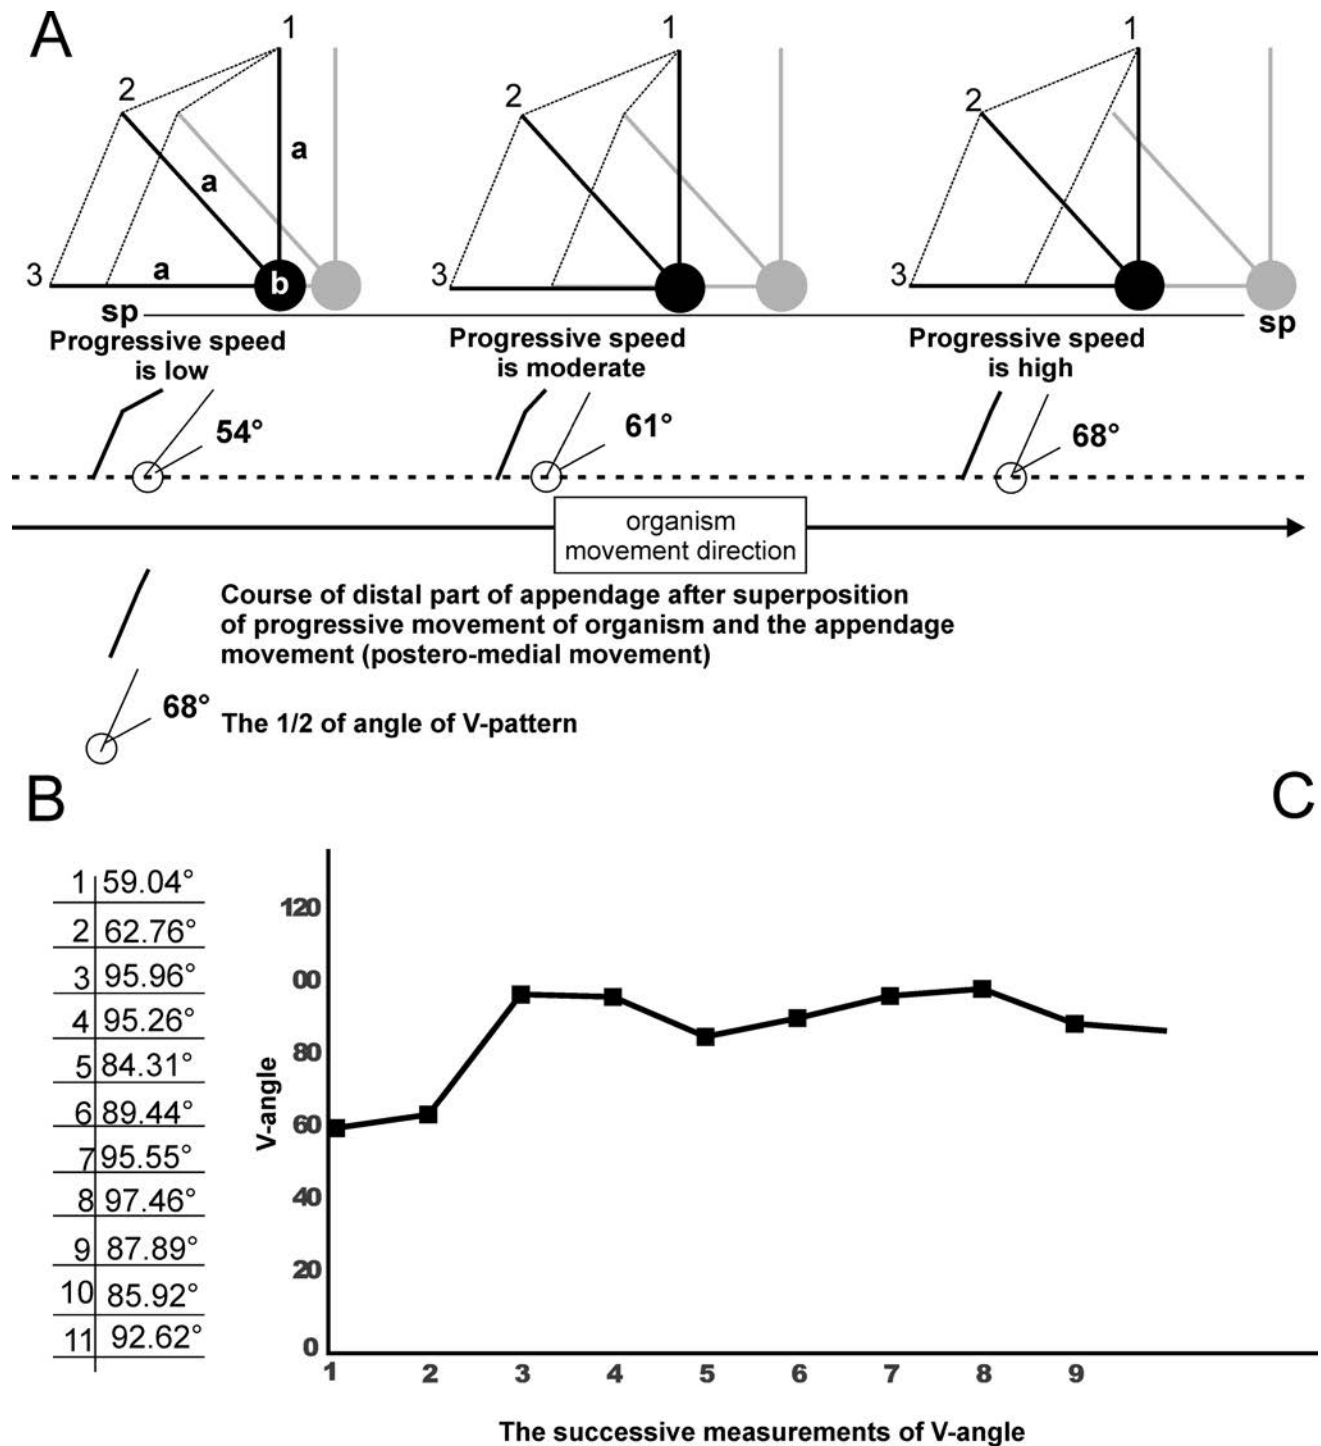 A
1
2
a
a
3
a
b
sp
1
2
3
1
2
3
sp
Progressive speed
is low
Progressive speed
is moderate
Progressive speed
is high
54°
61°
68°
organism
movement direction
Course of distal part of appendage after superposition
of progressive movement of organism and the appendage
movement (postero-medial movement)
68°
The 1/2 of angle of V-pattern
B
C
1 59.04°
2 62.76°
3 95.96°
4 95.26°
5 84.31°
6 89.44°
7 95.55°
8 97.46°
9 87.89°
10 85.92°
11 92.62°
V-angle
120
00
80
60
40
20
0
1 2 3 4 5 6 7 8 9
The successive measurements of V-angle